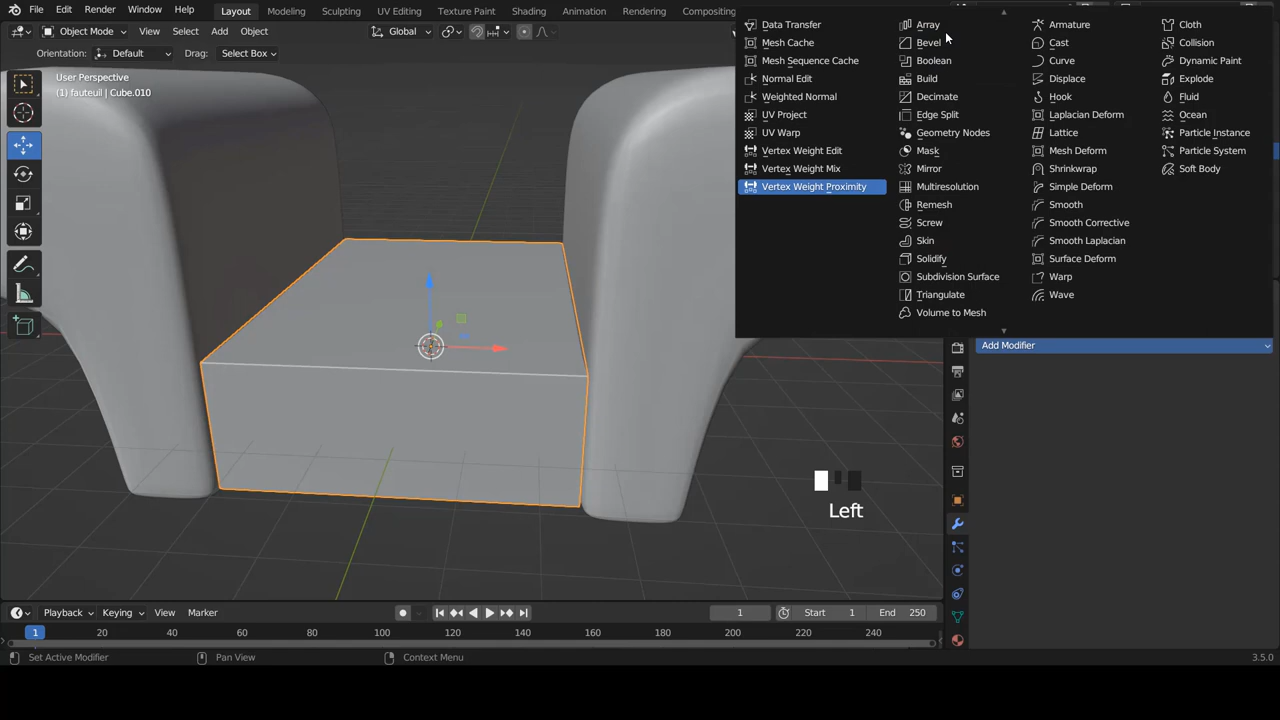 File Edit Render Window Help Layout Modeling Sculpting UV Editing Texture Paint Shading Animation Rendering Compositing
Object Mode View Select Add Object Global
Orientation: Default Drag: Select Box
User Perspective
(1) fauteuil | Cube.010
Data Transfer
Mesh Cache
Mesh Sequence Cache
Normal Edit
Weighted Normal
UV Project
UV Warp
Vertex Weight Edit
Vertex Weight Mix
Vertex Weight Proximity
Array
Bevel
Boolean
Build
Decimate
Edge Split
Geometry Nodes
Mask
Mirror
Multiresolution
Remesh
Screw
Skin
Solidify
Subdivision Surface
Triangulate
Volume to Mesh
Armature
Cast
Curve
Displace
Hook
Laplacian Deform
Lattice
Mesh Deform
Shrinkwrap
Simple Deform
Smooth
Smooth Corrective
Smooth Laplacian
Surface Deform
Warp
Wave
Cloth
Collision
Dynamic Paint
Explode
Fluid
Ocean
Particle Instance
Particle System
Soft Body
Add Modifier
Left
Playback Keying View Marker 1 Start 1 End 250
1 20 40 60 80 100 120 140 160 180 200 220 240
Set Active Modifier Pan View Context Menu 3.5.0